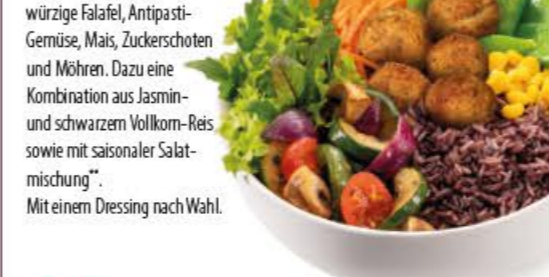 würzige Falafel, Antipasti-
Gemüse, Mais, Zuckerschoten
und Möhren. Dazu eine
Kombination aus Jasmin-
und schwarzem Vollkorn-Reis
sowie mit saisonaler Salat-
mischung**.
Mit einem Dressing nach Wahl.